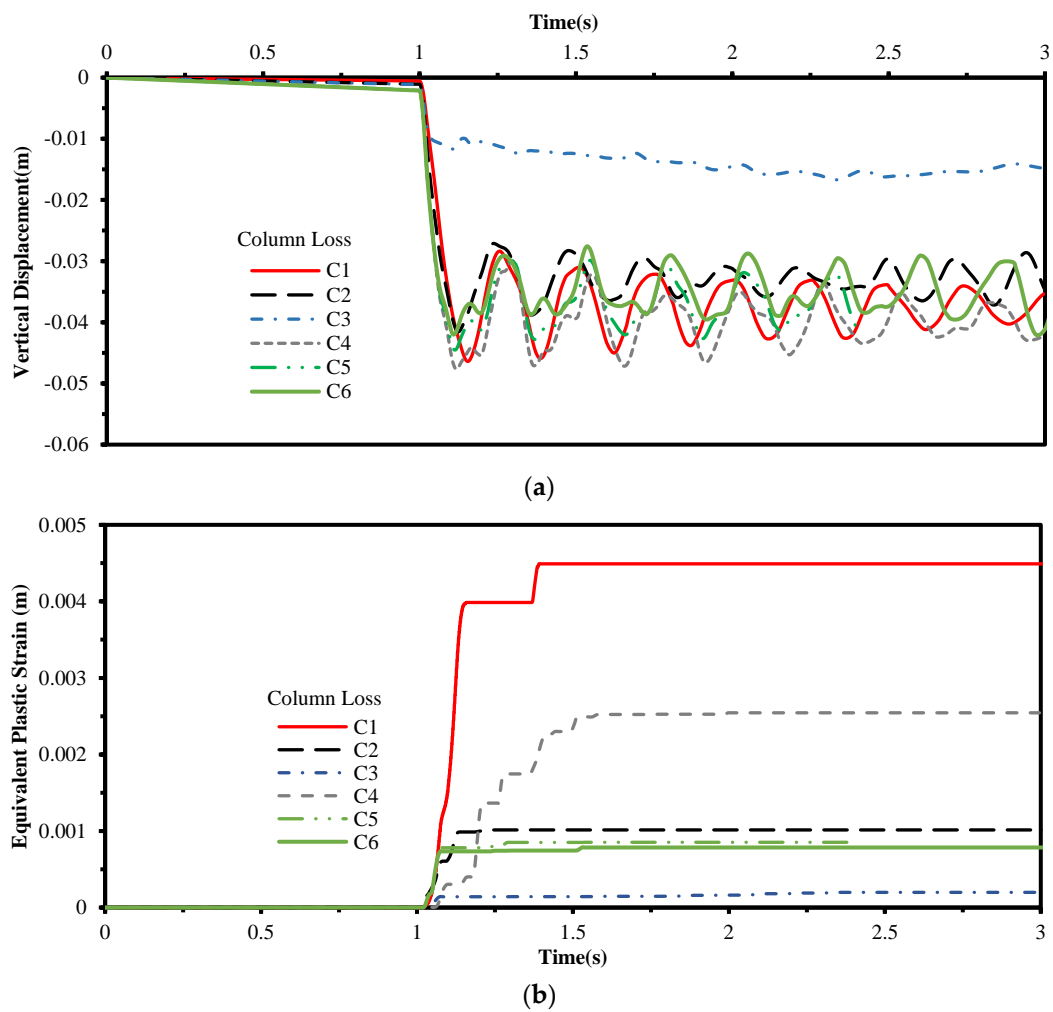 Time(s)
0 0.5 1 1.5 2 2.5 3
0
-0.01
-0.02
-0.03
-0.04
-0.05
-0.06
Vertical Displacement(m)
Column Loss
C1
C2
C3
C4
C5
C6
(a)
0.005
0.004
0.003
0.002
0.001
0
Equivalent Plastic Strain (m)
Column Loss
C1
C2
C3
C4
C5
C6
0 0.5 1 1.5 2 2.5 3
Time(s)
(b)